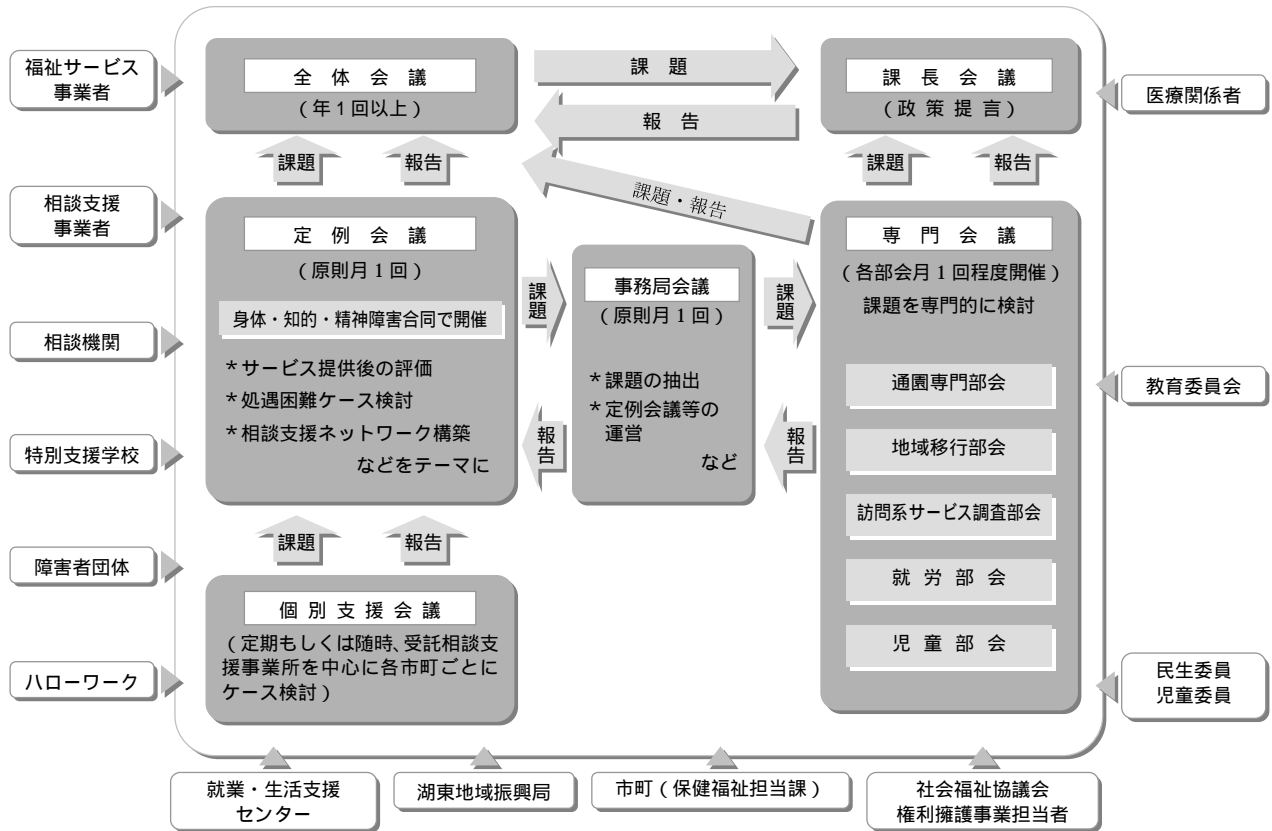 福祉サービス
事業者
相談支援
事業者
相談機関
特別支援学校
障害者団体
ハローワーク
全体会議
（年1回以上）
課題
報告
課題・報告
課長会議
（政策提言）
課題
報告
課題
報告
定例会議
（原則月1回）
身体・知的・精神障害合同で開催
＊サービス提供後の評価
＊処遇困難ケース検討
＊相談支援ネットワーク構築
などをテーマに
課題
報告
事務局会議
（原則月1回）
＊課題の抽出
＊定例会議等の
運営
など
課題
報告
専門会議
（各部会月1回程度開催）
課題を専門的に検討
通園専門部会
地域移行部会
訪問系サービス調査部会
就労部会
児童部会
課題
報告
個別支援会議
（定期もしくは随時、受託相談支
援事業所を中心に各市町ごとに
ケース検討）
医療関係者
教育委員会
民生委員
児童委員
就業・生活支援
センター
湖東地域振興局
市町（保健福祉担当課）
社会福祉協議会
権利擁護事業担当者